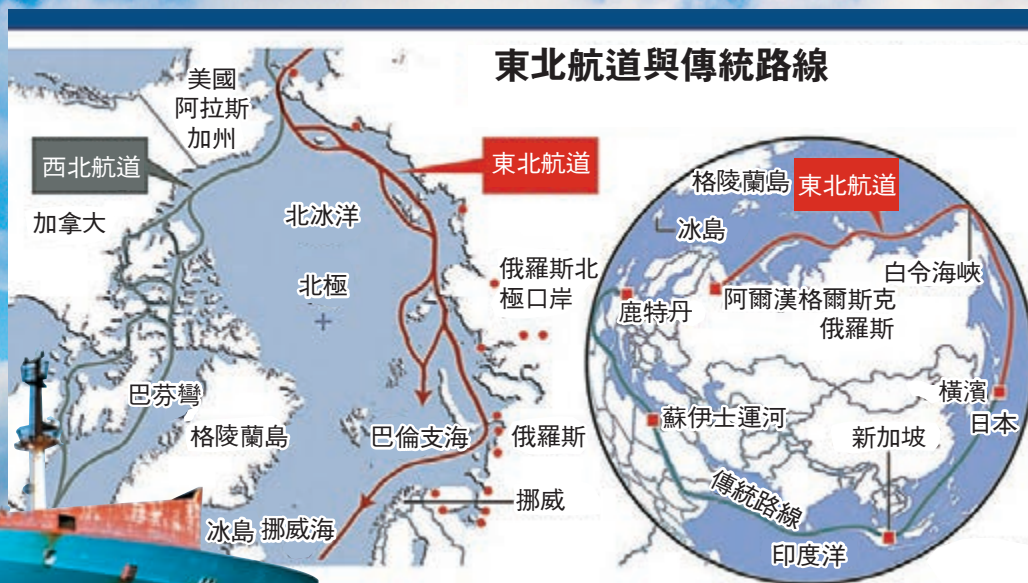 東北航道與傳統路線
美國
阿拉斯
加州
西北航道
東北航道
加拿大
北冰洋
北極
俄羅斯北
極口岸
巴芬彎
格陵蘭島
巴倫支海
俄羅斯
挪威
冰島
挪威海
格陵蘭島
東北航道
冰島
白令海峽
鹿特丹
阿爾漢格爾斯克
俄羅斯
橫濱
日本
蘇伊士運河
新加坡
傳統路線
印度洋